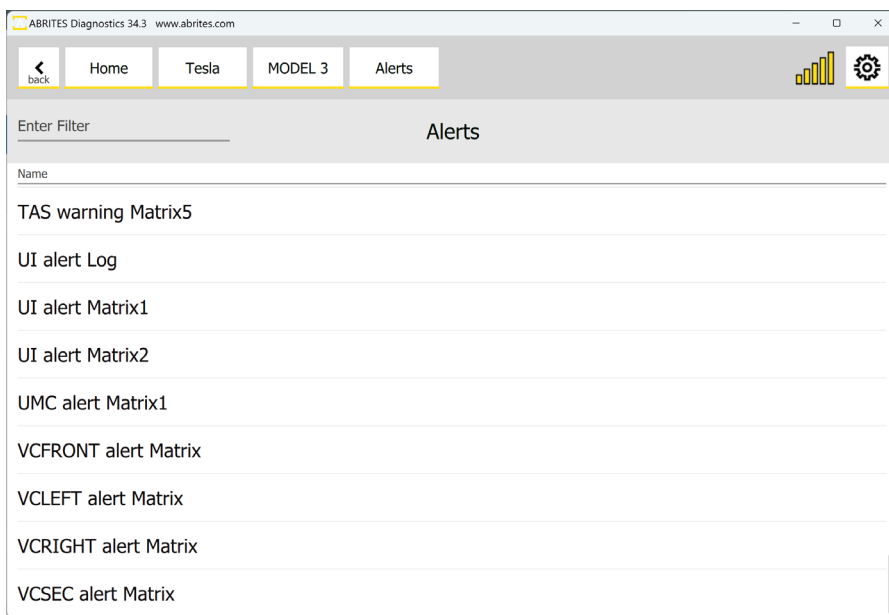 ABRITES Diagnostics 34.3 www.abrites.com
back Home Tesla MODEL 3 Alerts
Enter Filter
Alerts
Name
TAS warning Matrix5
UI alert Log
UI alert Matrix1
UI alert Matrix2
UMC alert Matrix1
VCFRONT alert Matrix
VCLEFT alert Matrix
VCRIGHT alert Matrix
VCSEC alert Matrix